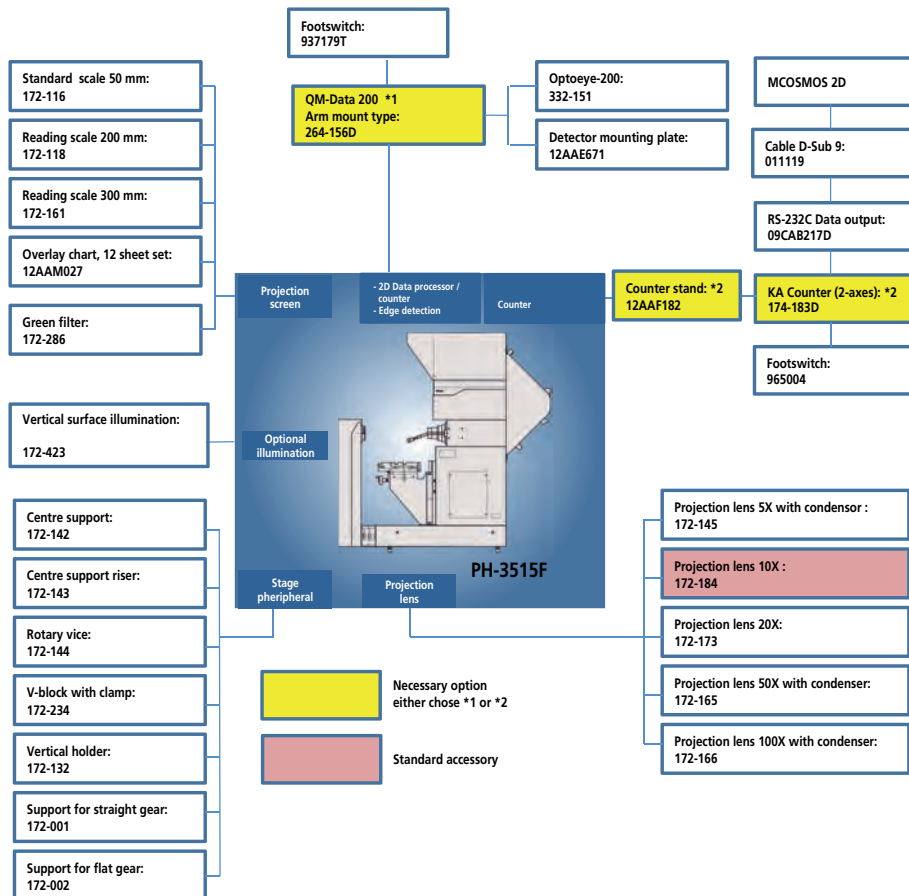 Footswitch:
937179T
Standard  scale 50 mm:
172-116
Reading scale 200 mm:
172-118
Reading scale 300 mm:
172-161
Overlay chart, 12 sheet set:
12AAM027
Green filter:
172-286
QM-Data 200  *1
Arm mount type:
264-156D
Optoeye-200:
332-151
Detector mounting plate:
12AAE671
MCOSMOS 2D
Cable D-Sub 9:
011119
RS-232C Data output:
09CAB217D
Counter stand: *2
12AAF182
KA Counter (2-axes): *2
174-183D
Footswitch:
965004
Projection
screen
- 2D Data processor /
counter
- Edge detection
Counter
Vertical surface illumination:
172-423
Optional
illumination
PH-3515F
Stage
pheripheral
Projection
lens
Centre support:
172-142
Centre support riser:
172-143
Rotary vice:
172-144
V-block with clamp:
172-234
Vertical holder:
172-132
Support for straight gear:
172-001
Support for flat gear:
172-002
Necessary option
either chose *1 or *2
Standard accessory
Projection lens 5X with condensor :
172-145
Projection lens 10X :
172-184
Projection lens 20X:
172-173
Projection lens 50X with condenser:
172-165
Projection lens 100X with condenser:
172-166